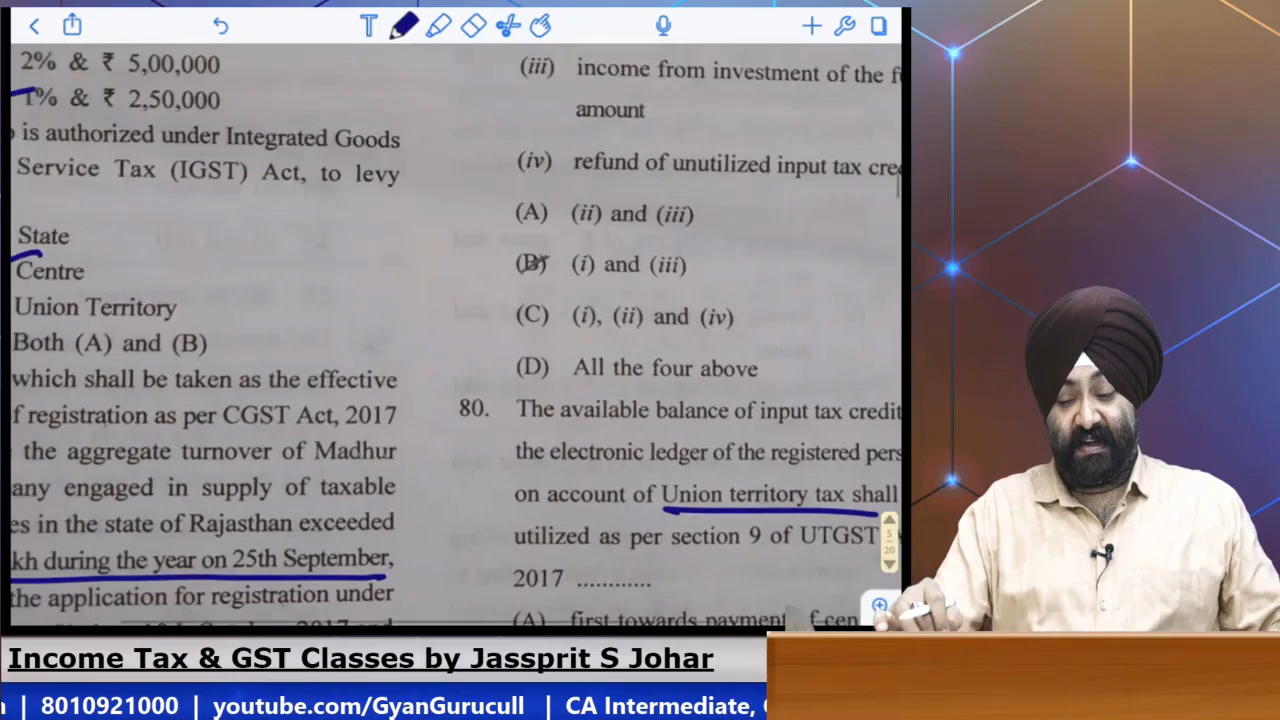 2% & ₹ 5,00,000
1% & ₹ 2,50,000
is authorized under Integrated Goods
Service Tax (IGST) Act, to levy
State
Centre
Union Territory
Both (A) and (B)
which shall be taken as the effective
f registration as per CGST Act, 2017
the aggregate turnover of Madhur
any engaged in supply of taxable
es in the state of Rajasthan exceeded
kh during the year on 25th September,
the application for registration under
(iii) income from investment of the f
amount
(iv) refund of unutilized input tax cre
(A) (ii) and (iii)
(B) (i) and (iii)
(C) (i), (ii) and (iv)
(D) All the four above
80. The available balance of input tax credit
the electronic ledger of the registered pers
on account of Union territory tax shall
utilized as per section 9 of UTGST
2017 ............
(A) first towards payment f cen
T
5
20
Income Tax & GST Classes by Jassprit S Johar
| 8010921000 | youtube.com/GyanGurucull | CA Intermediate,